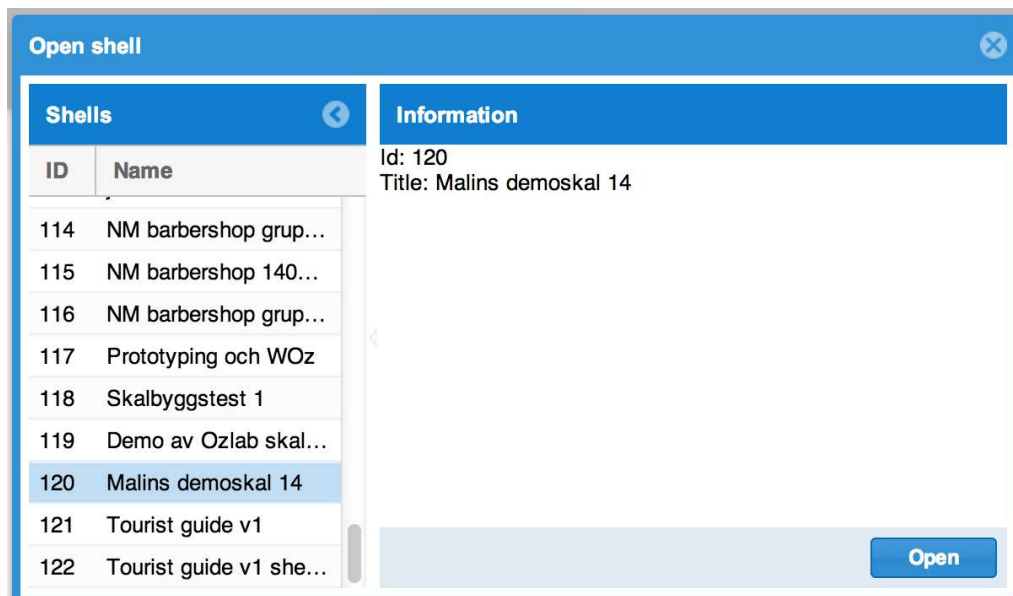 Open shell
Shells
ID Name
114 NM barbershop grup...
115 NM barbershop 140...
116 NM barbershop grup...
117 Prototyping och WOz
118 Skalbyggstest 1
119 Demo av Ozlab skal...
120 Malins demoskal 14
121 Tourist guide v1
122 Tourist guide v1 she...
Information
Id: 120
Title: Malins demoskal 14
Open